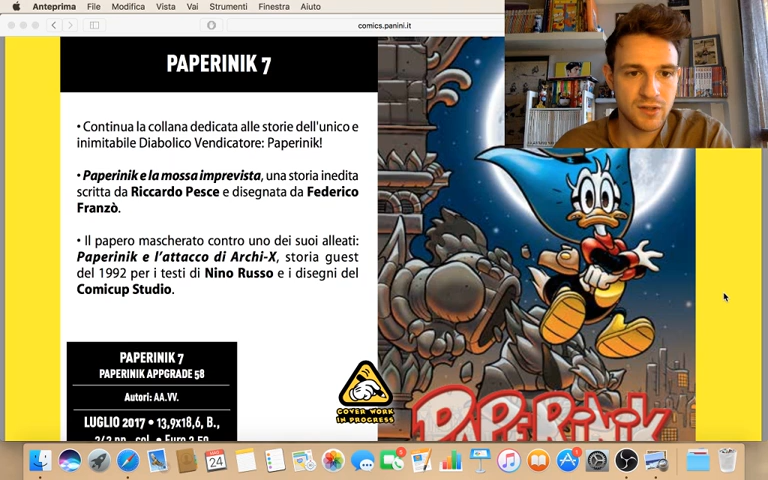 Anteprima File Modifica Vista Vai Strumenti Finestra Aiuto
comics.panini.it
PAPERINIK 7
• Continua la collana dedicata alle storie dell'unico e
inimitabile Diabolico Vendicatore: Paperinik!
• Paperinik e la mossa imprevista, una storia inedita
scritta da Riccardo Pesce e disegnata da Federico
Franzò.
• Il papero mascherato contro uno dei suoi alleati:
Paperinik e l'attacco di Archi-X, storia guest
del 1992 per i testi di Nino Russo e i disegni del
Comicup Studio.
PAPERINIK 7
PAPERINIK APPGRADE 58
Autori: AA.VV.
LUGLIO 2017 • 13,9x18,6, B.,
COVER WORK
IN PROGRESS
PAPERINIK
24